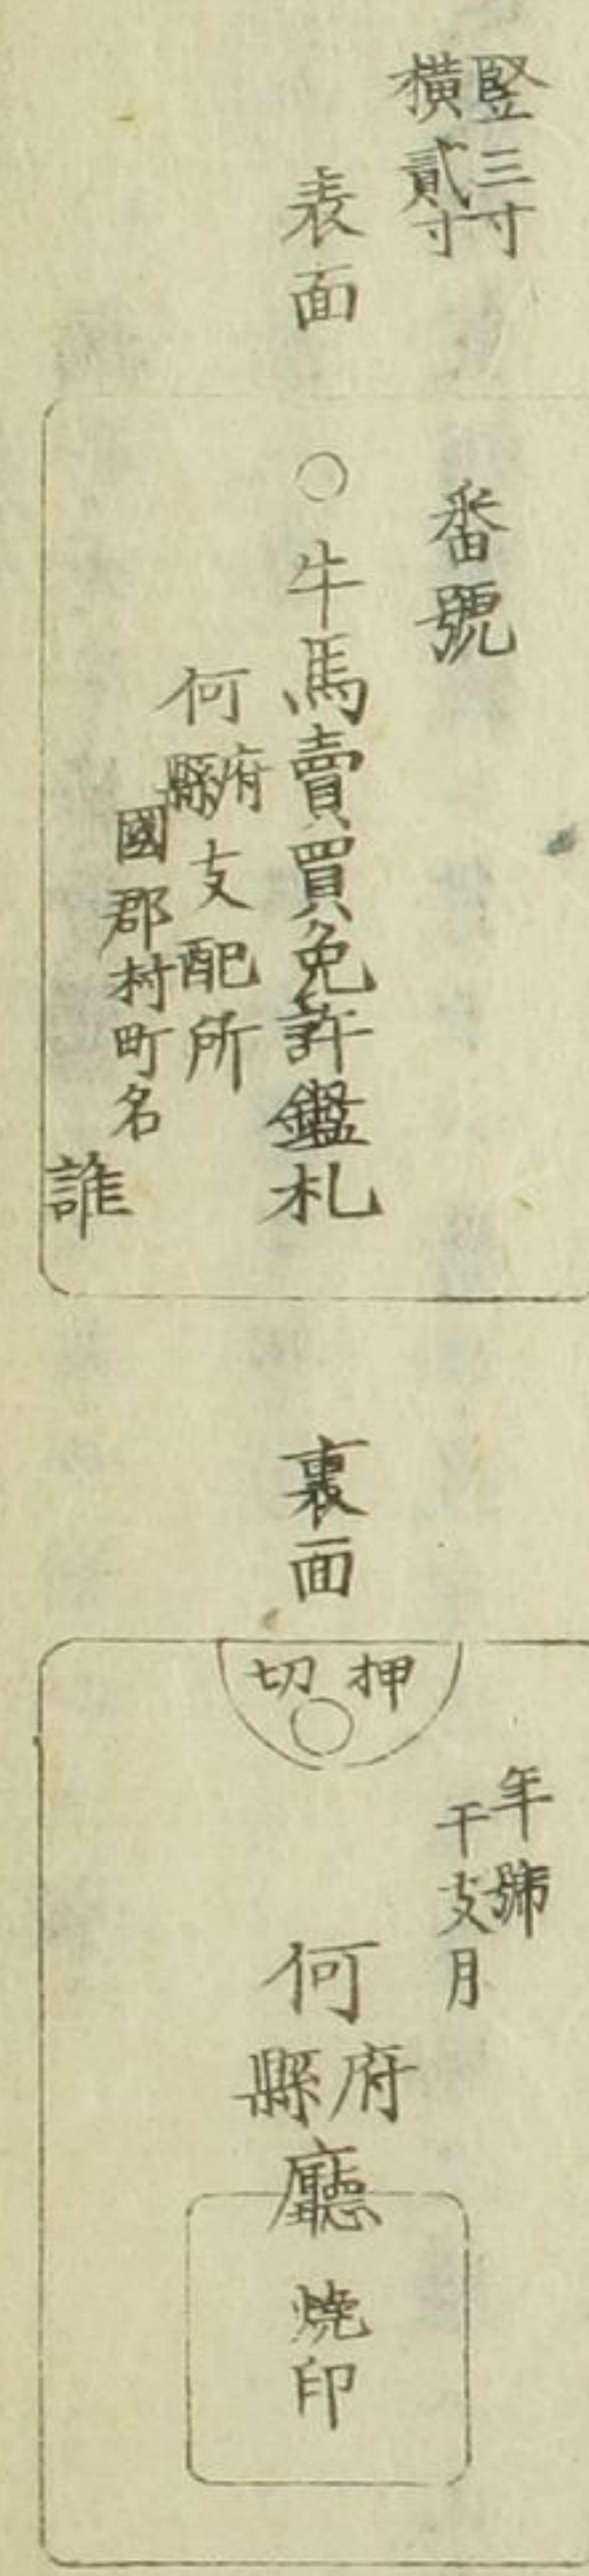 竪三寸
橫貳寸
表面
番號
○牛馬賣買免許鑑札
何府縣支配所
國郡村町名
誰
裏面
押切
○
年號
干支月
何府縣廳
燒印